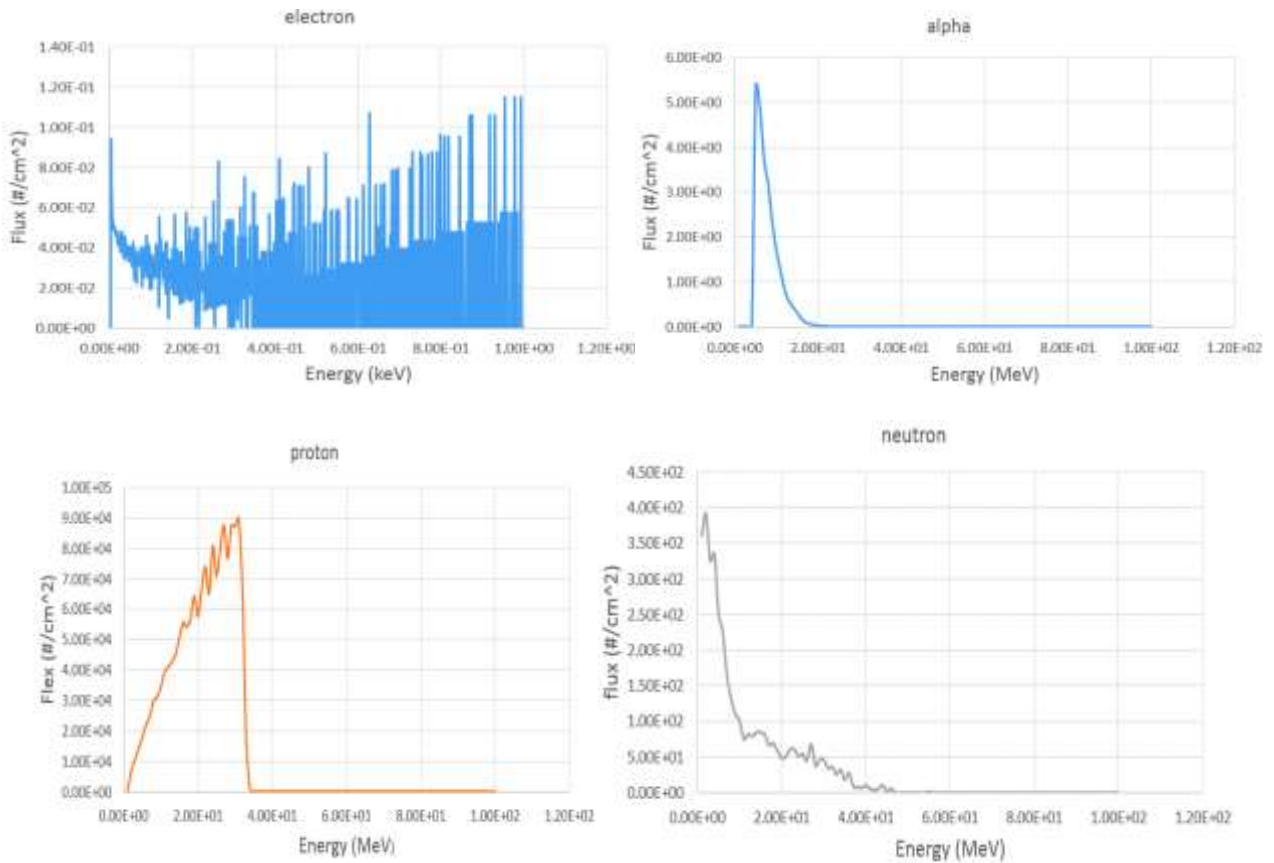 electron
1.40E-01
1.20E-01
1.00E-01
8.00E-02
6.00E-02
4.00E-02
2.00E-02
0.00E+00
Flux (#/cm^2)
0.00E+00 2.00E-01 4.00E-01 6.00E-01 8.00E-01 1.00E+00 1.20E+00
Energy (keV)
alpha
6.00E+00
5.00E+00
4.00E+00
3.00E+00
2.00E+00
1.00E+00
0.00E+00
Flux (#/cm^2)
0.00E+00 2.00E+01 4.00E+01 6.00E+01 8.00E+01 1.00E+02 1.20E+02
Energy (MeV)
proton
1.00E+05
9.00E+04
8.00E+04
7.00E+04
6.00E+04
5.00E+04
4.00E+04
3.00E+04
2.00E+04
1.00E+04
0.00E+00
Flex (#/cm^2)
0.00E+00 2.00E+01 4.00E+01 6.00E+01 8.00E+01 1.00E+02 1.20E+02
Energy (MeV)
neutron
4.50E+02
4.00E+02
3.50E+02
3.00E+02
2.50E+02
2.00E+02
1.50E+02
1.00E+02
5.00E+01
0.00E+00
flux (#/cm^2)
0.00E+00 2.00E+01 4.00E+01 6.00E+01 8.00E+01 1.00E+02 1.20E+02
Energy (MeV)